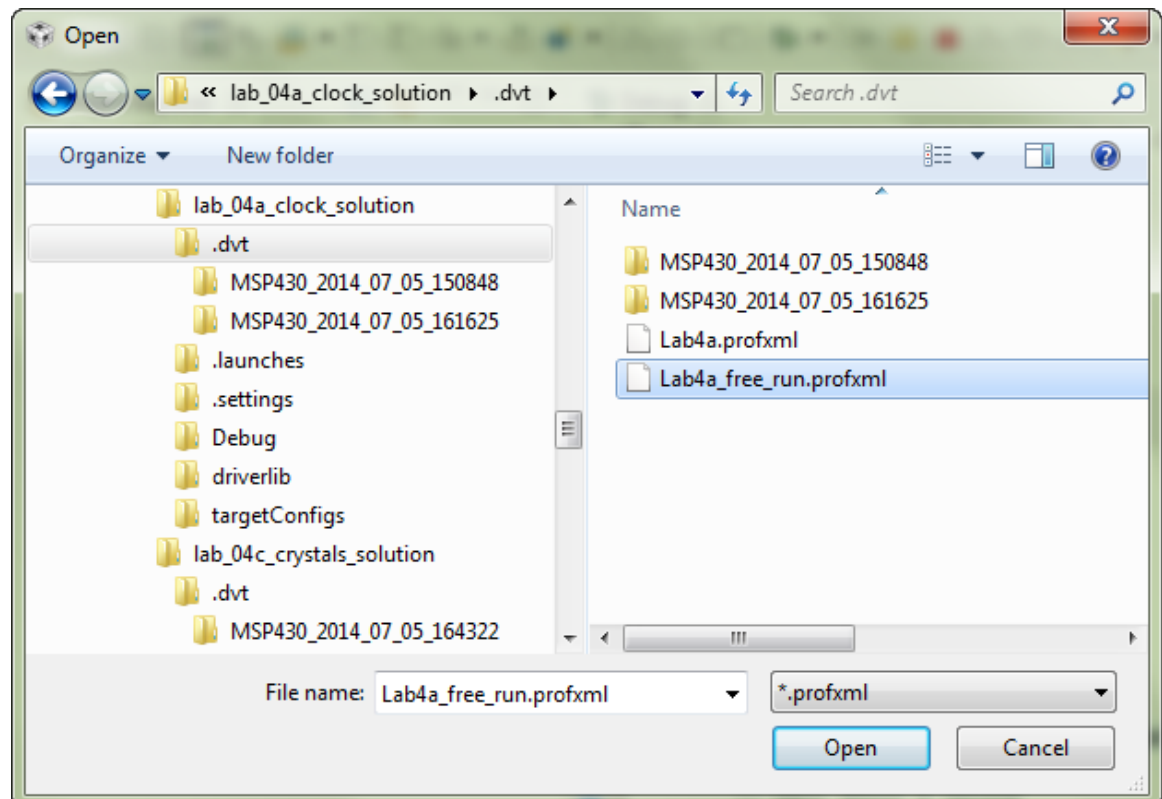 Open
« lab_04a_clock_solution ▸ .dvt ▸
Search .dvt
Organize
New folder
lab_04a_clock_solution
.dvt
MSP430_2014_07_05_150848
MSP430_2014_07_05_161625
.launches
.settings
Debug
driverlib
targetConfigs
lab_04c_crystals_solution
.dvt
MSP430_2014_07_05_164322
Name
MSP430_2014_07_05_150848
MSP430_2014_07_05_161625
Lab4a.profxml
Lab4a_free_run.profxml
File name: Lab4a_free_run.profxml
*.profxml
Open
Cancel